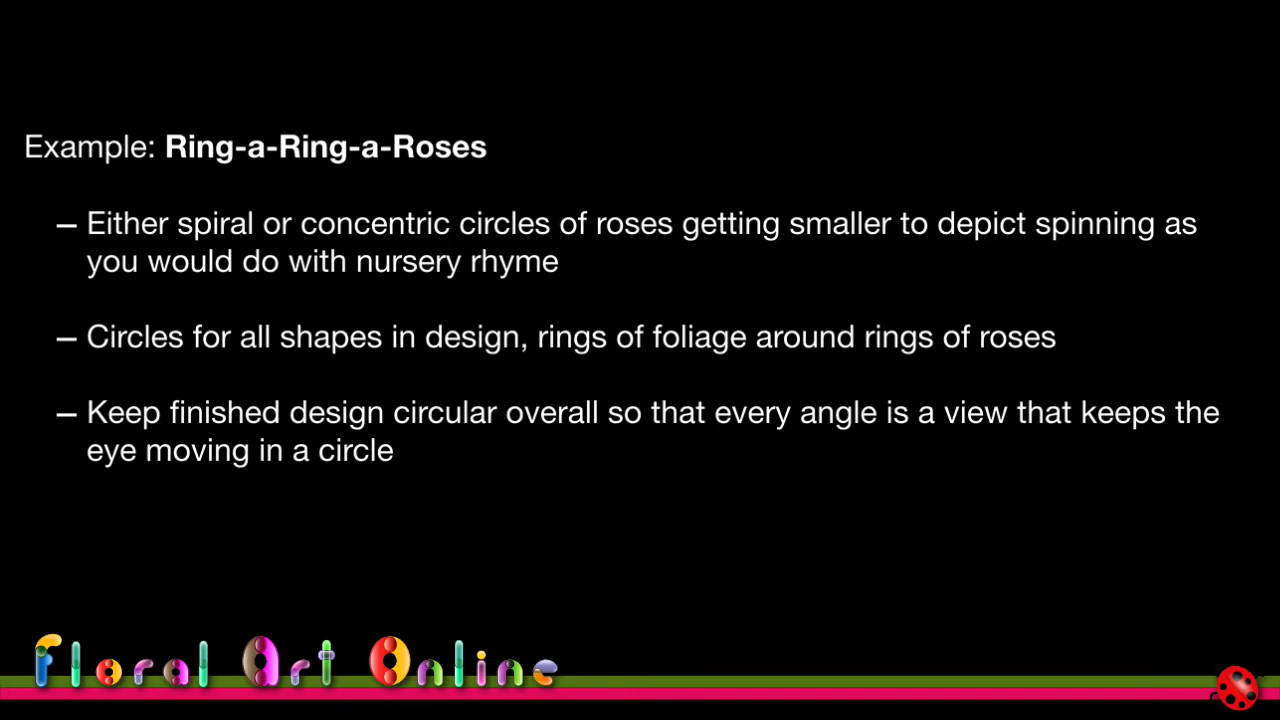 Example: Ring-a-Ring-a-Roses
– Either spiral or concentric circles of roses getting smaller to depict spinning as
you would do with nursery rhyme
– Circles for all shapes in design, rings of foliage around rings of roses
– Keep finished design circular overall so that every angle is a view that keeps the
eye moving in a circle
Floral Art Online